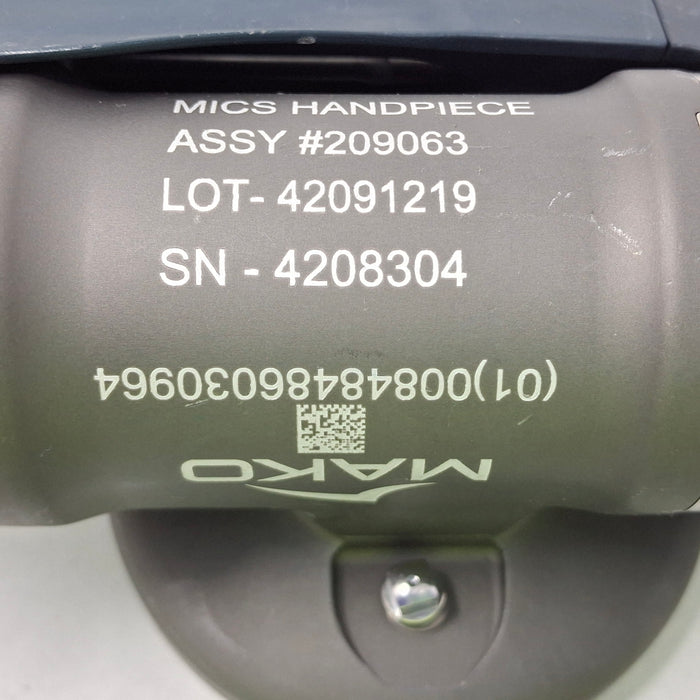 MICS HANDPIECE
ASSY #209063
LOT- 42091219
SN - 4208304
MAKO
(01)00848486030964